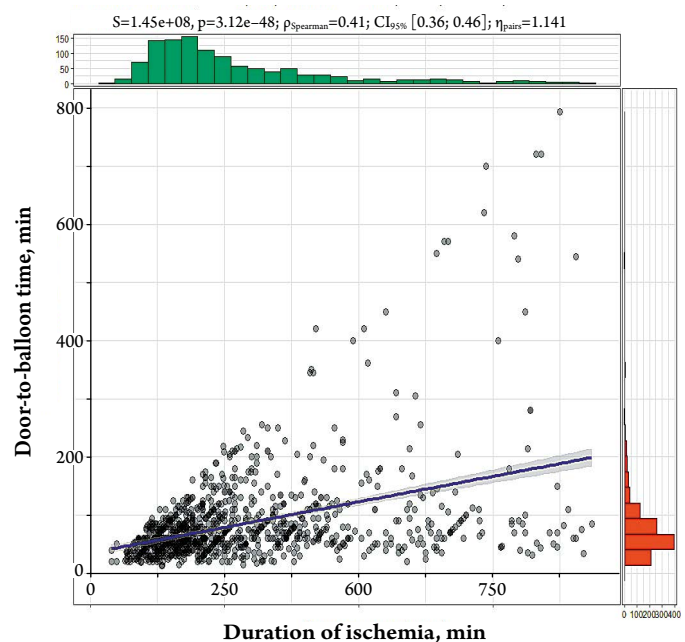 S=1.45e+08, p=3.12e−48; ρSpearman=0.41; CI95% [0.36; 0.46]; ηpairs=1.141
150
100
50
0
800
600
400
200
0
Door-to-balloon time, min
0 250 600 750
0 100200300400
Duration of ischemia, min